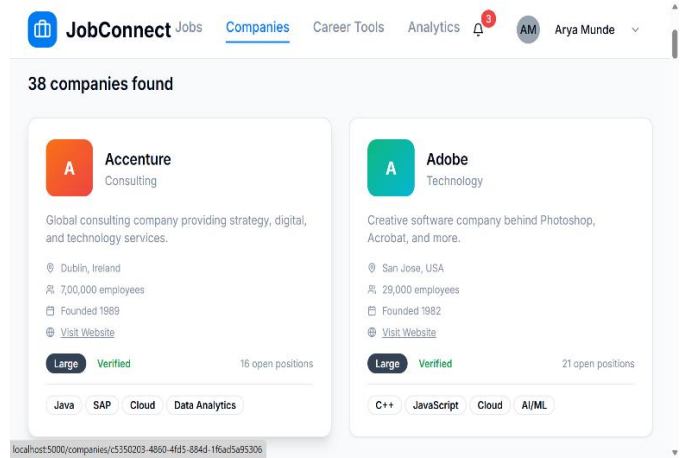 JobConnect Jobs Companies Career Tools Analytics 3 AM Arya Munde
38 companies found
A Accenture
Consulting
Global consulting company providing strategy, digital,
and technology services.
Dublin, Ireland
7,00,000 employees
Founded 1989
Visit Website
Large Verified 16 open positions
Java SAP Cloud Data Analytics
A Adobe
Technology
Creative software company behind Photoshop,
Acrobat, and more.
San Jose, USA
29,000 employees
Founded 1982
Visit Website
Large Verified 21 open positions
C++ JavaScript Cloud AI/ML
localhost:5000/companies/c5350203-4860-4fd5-884d-1f6ad5a95306